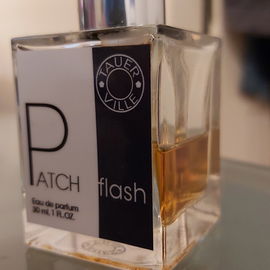 TAUER
VILLE
PATCH
flash
Eau de parfum
30 ml, 1 FL.OZ.